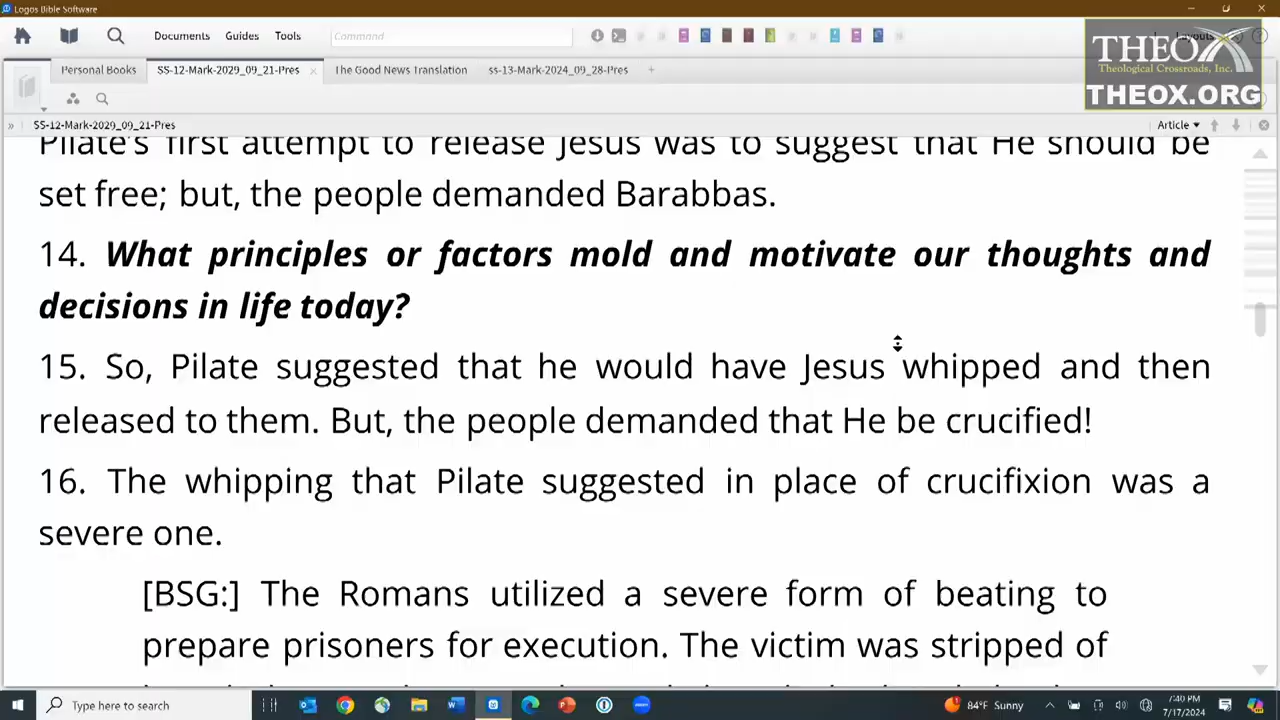 Logos Bible Software
Documents Guides Tools Command Layouts
THEOX
Theological Crossroads, Inc.
THEOX.ORG
Personal Books SS-12-Mark-2029_09_21-Pres The Good News Translation ss-13-Mark-2024_09_28-Pres
SS-12-Mark-2029_09_21-Pres Article
Pilate's first attempt to release Jesus was to suggest that He should be
set free; but, the people demanded Barabbas.
14. What principles or factors mold and motivate our thoughts and
decisions in life today?
15. So, Pilate suggested that he would have Jesus whipped and then
released to them. But, the people demanded that He be crucified!
16. The whipping that Pilate suggested in place of crucifixion was a
severe one.
[BSG:] The Romans utilized a severe form of beating to
prepare prisoners for execution. The victim was stripped of
Type here to search 84°F Sunny 7:40 PM
7/17/2024